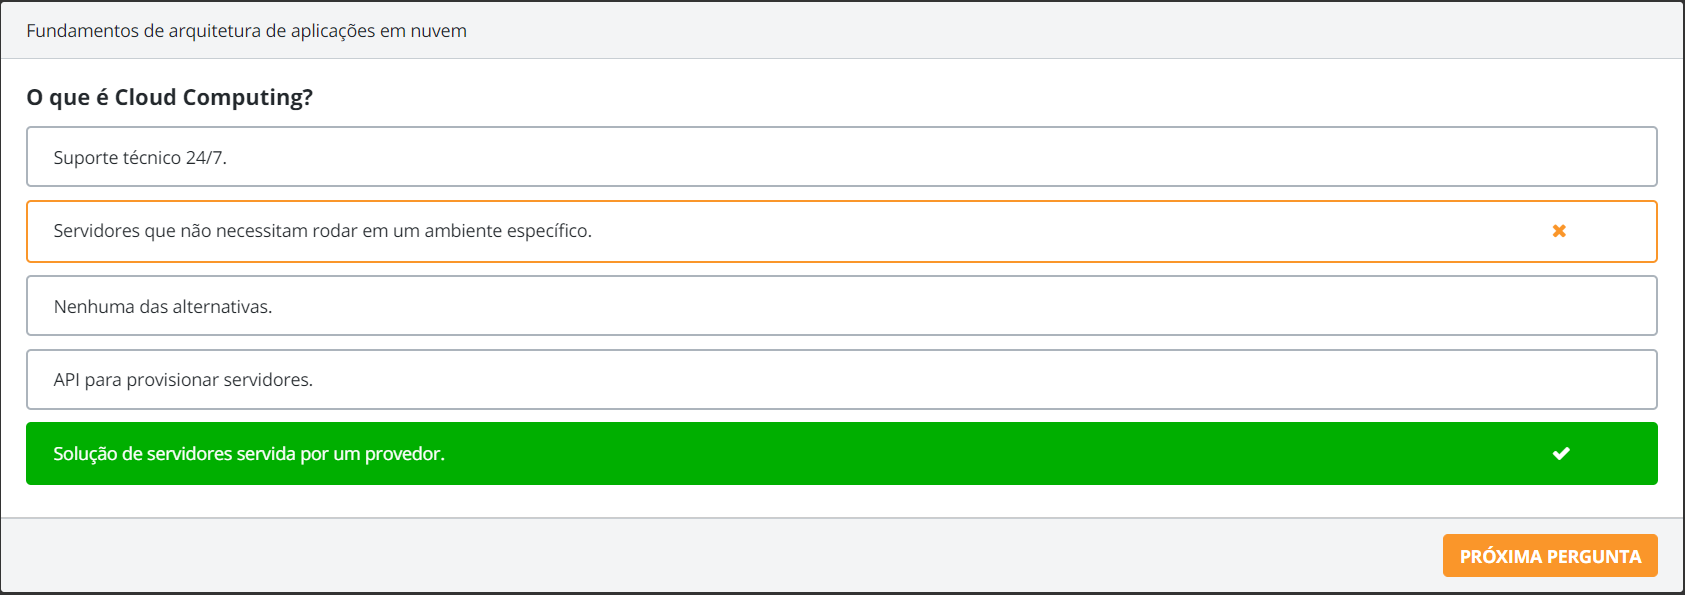 Fundamentos de arquitetura de aplicações em nuvem
O que é Cloud Computing?
Suporte técnico 24/7.
Servidores que não necessitam rodar em um ambiente específico.
Nenhuma das alternativas.
API para provisionar servidores.
Solução de servidores servida por um provedor.
PRÓXIMA PERGUNTA